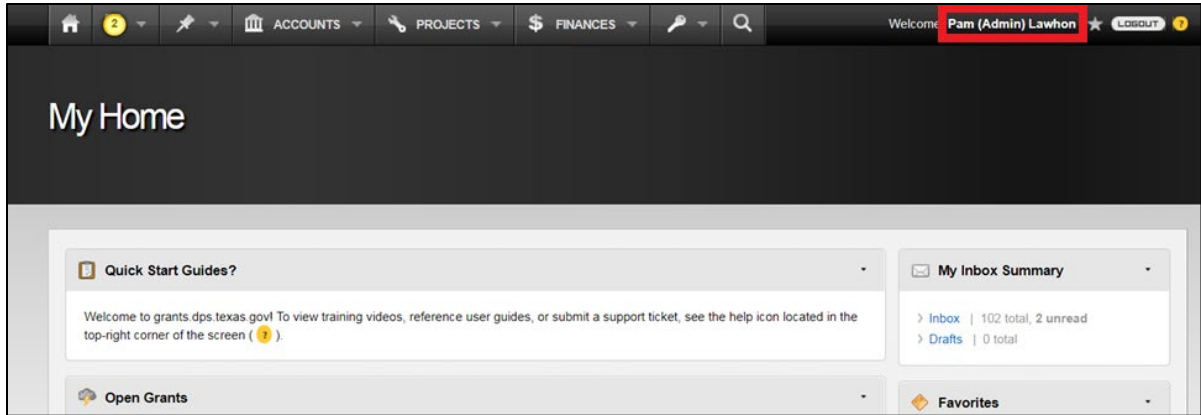 2 ACCOUNTS PROJECTS $ FINANCES Welcome Pam (Admin) Lawhon LOGOUT ?
My Home
Quick Start Guides?
Welcome to grants.dps.texas.gov! To view training videos, reference user guides, or submit a support ticket, see the help icon located in the
top-right corner of the screen ( ? ).
Open Grants
My Inbox Summary
> Inbox | 102 total, 2 unread
> Drafts | 0 total
Favorites